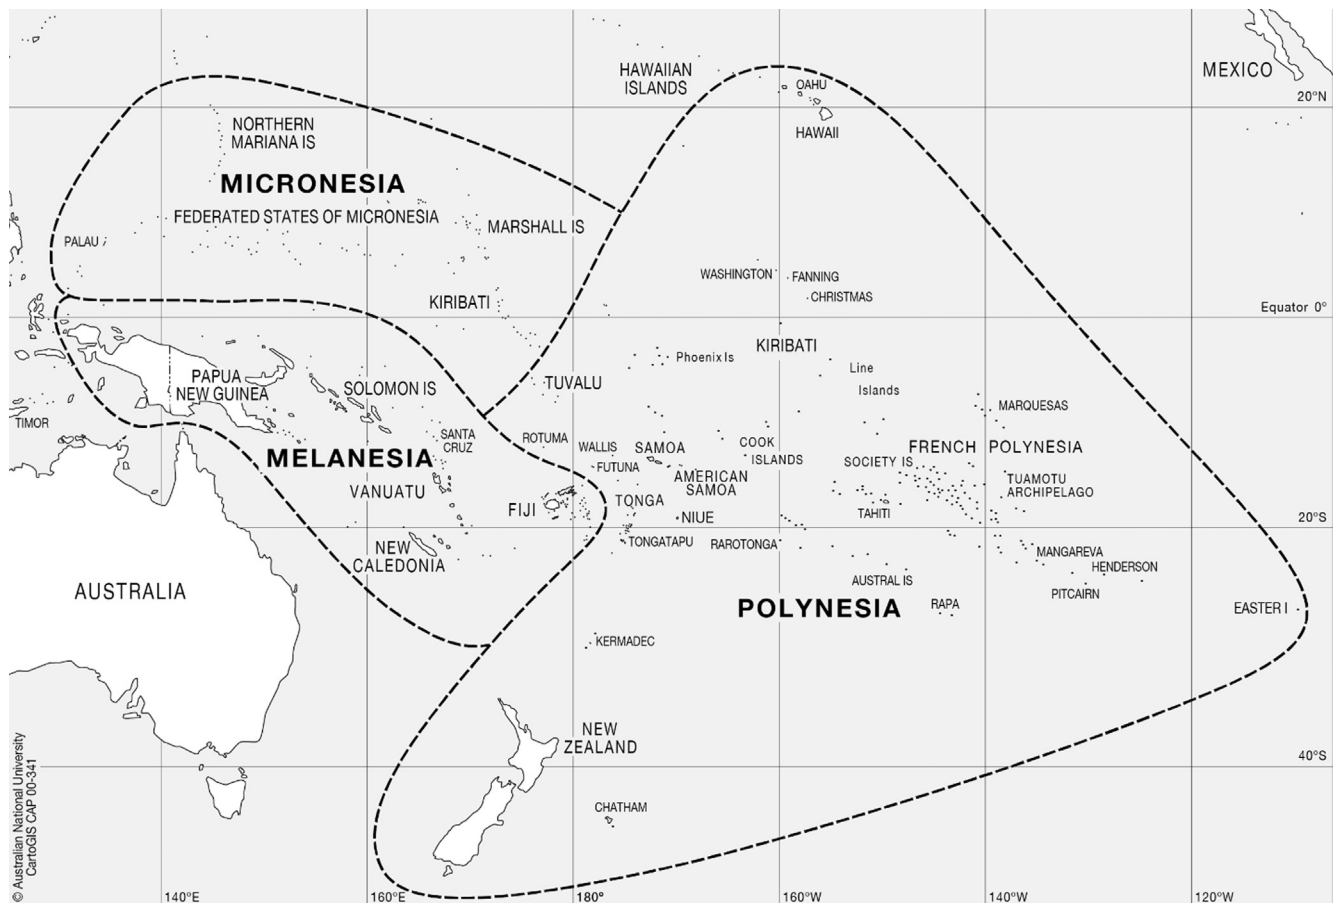 HAWAIIAN
ISLANDS
MEXICO
OAHU
20°N
HAWAII
NORTHERN
MARIANA IS
MICRONESIA
FEDERATED STATES OF MICRONESIA
MARSHALL IS
PALAU
WASHINGTON
FANNING
CHRISTMAS
KIRIBATI
Equator 0°
KIRIBATI
Phoenix Is
Line
Islands
PAPUA
NEW GUINEA
SOLOMON IS
TUVALU
MARQUESAS
TIMOR
SANTA
CRUZ
ROTUMA
WALLIS
SAMOA
COOK
ISLANDS
FRENCH POLYNESIA
MELANESIA
FUTUNA
SOCIETY IS
AMERICAN
SAMOA
TUAMOTU
ARCHIPELAGO
VANUATU
FIJI
TONGA
NIUE
TAHITI
20°S
TONGATAPU
RAROTONGA
NEW
CALEDONIA
MANGAREVA
HENDERSON
AUSTRAL IS
PITCAIRN
AUSTRALIA
POLYNESIA
RAPA
EASTER I
KERMADEC
NEW
ZEALAND
40°S
CHATHAM
© Australian National University
CartoGIS CAP 00-341
140°E
160°E
180°
160°W
140°W
120°W